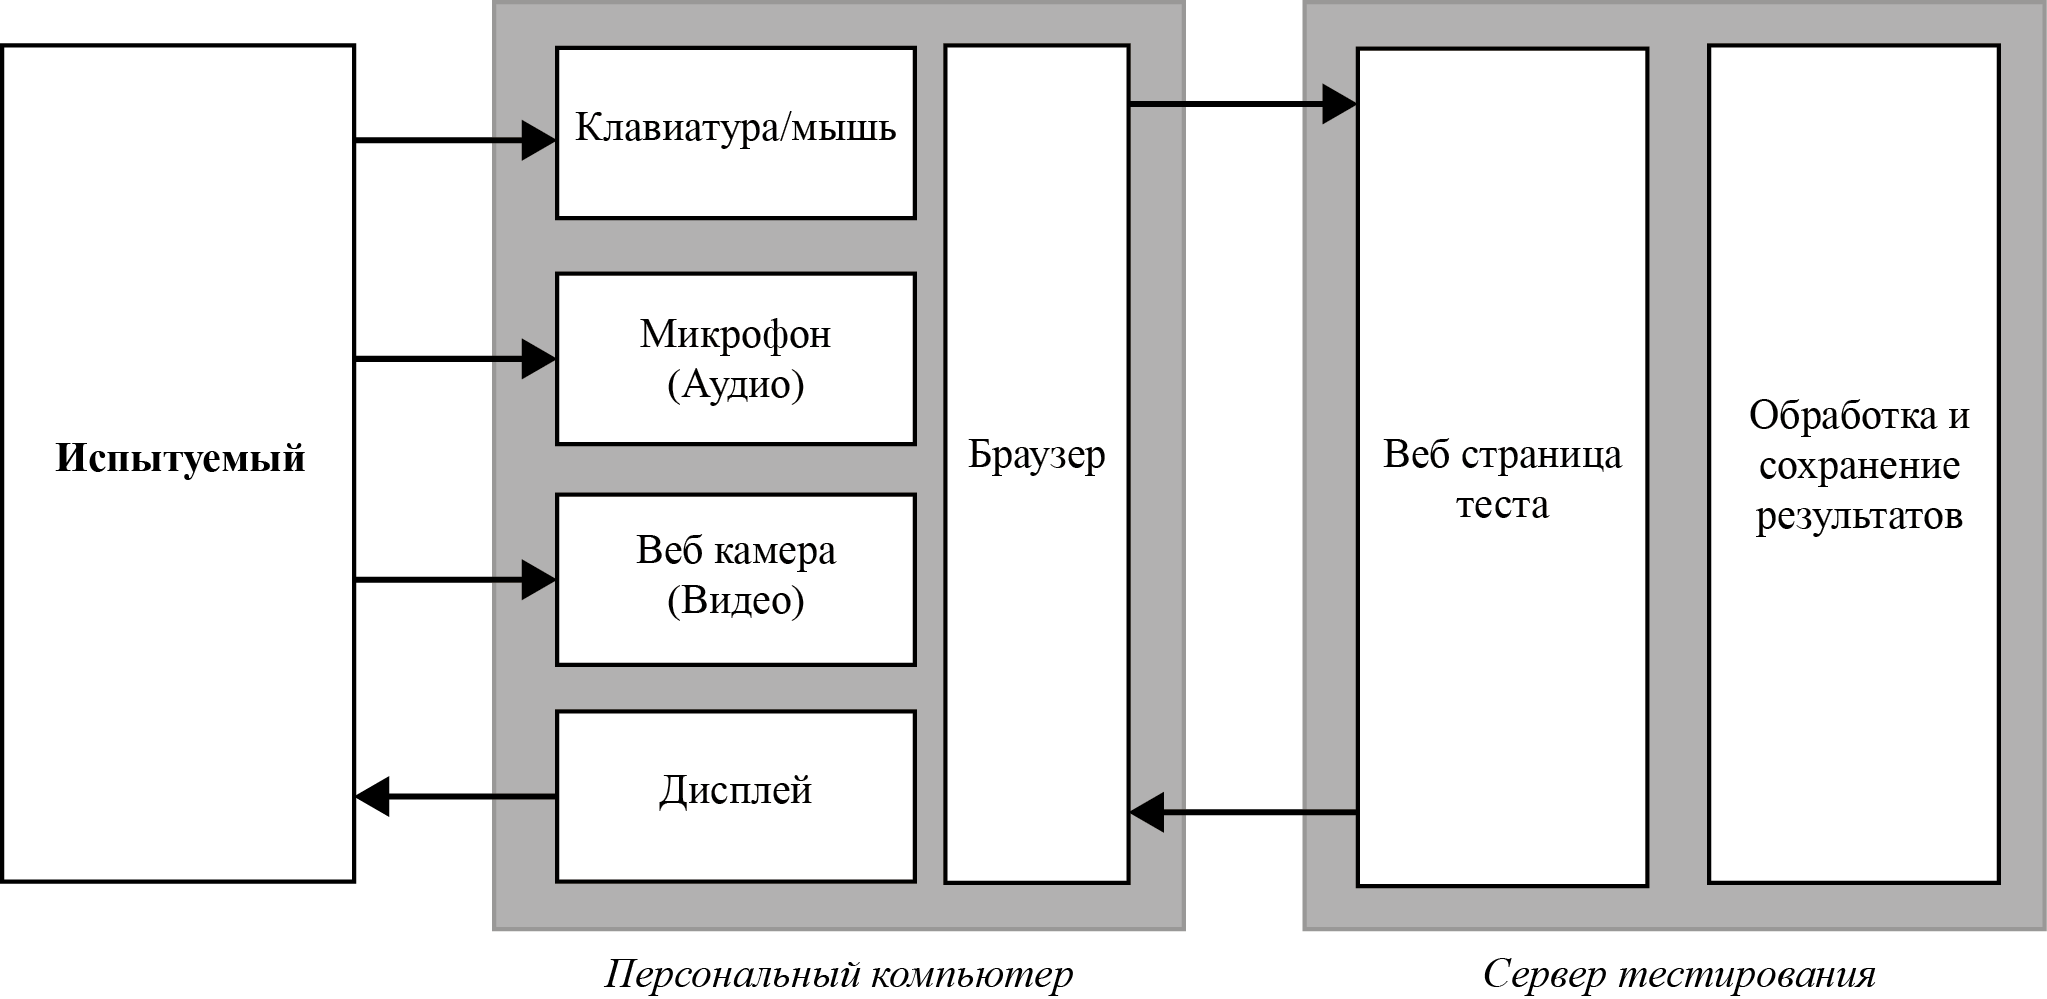 Испытуемый
Клавиатура/мышь
Микрофон
(Аудио)
Веб камера
(Видео)
Дисплей
Браузер
Персональный компьютер
Веб страница
теста
Обработка и
сохранение
результатов
Сервер тестирования